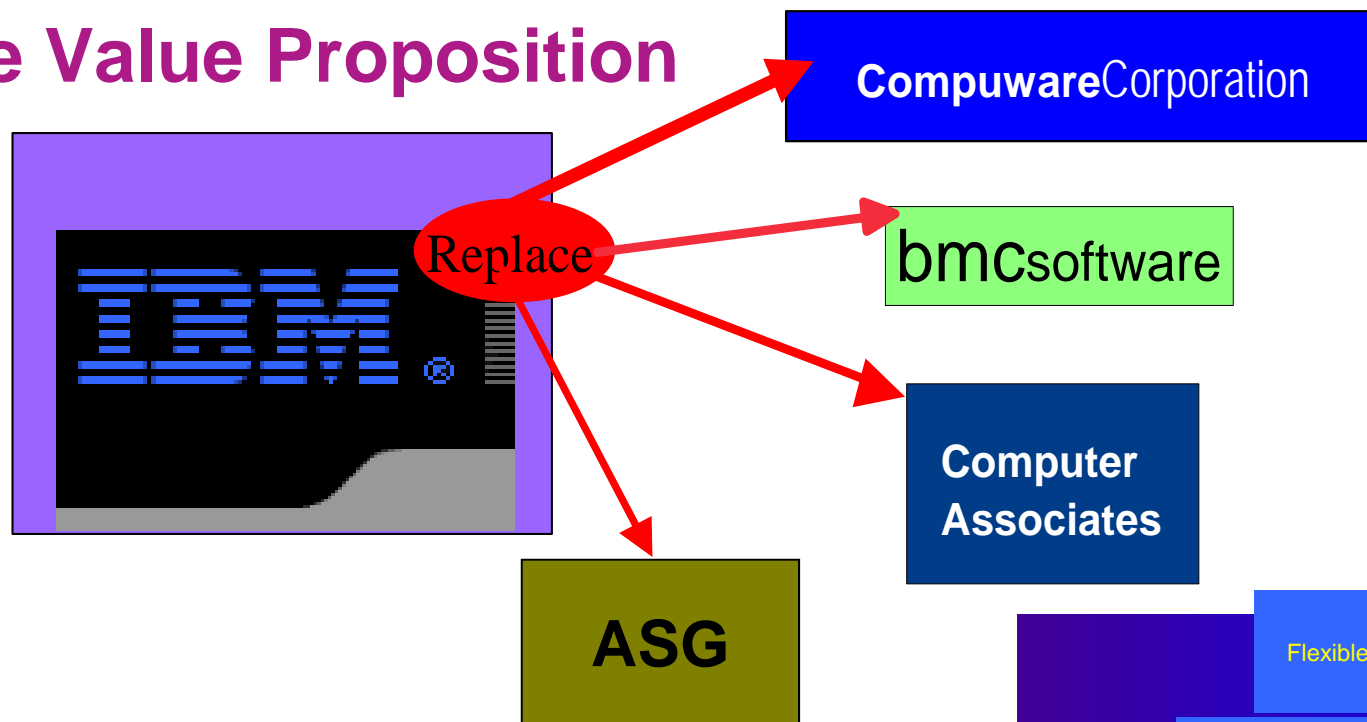 e Value Proposition
CompuwareCorporation
IBM®
Replace
bmcsoftware
Computer
Associates
ASG
Flexible